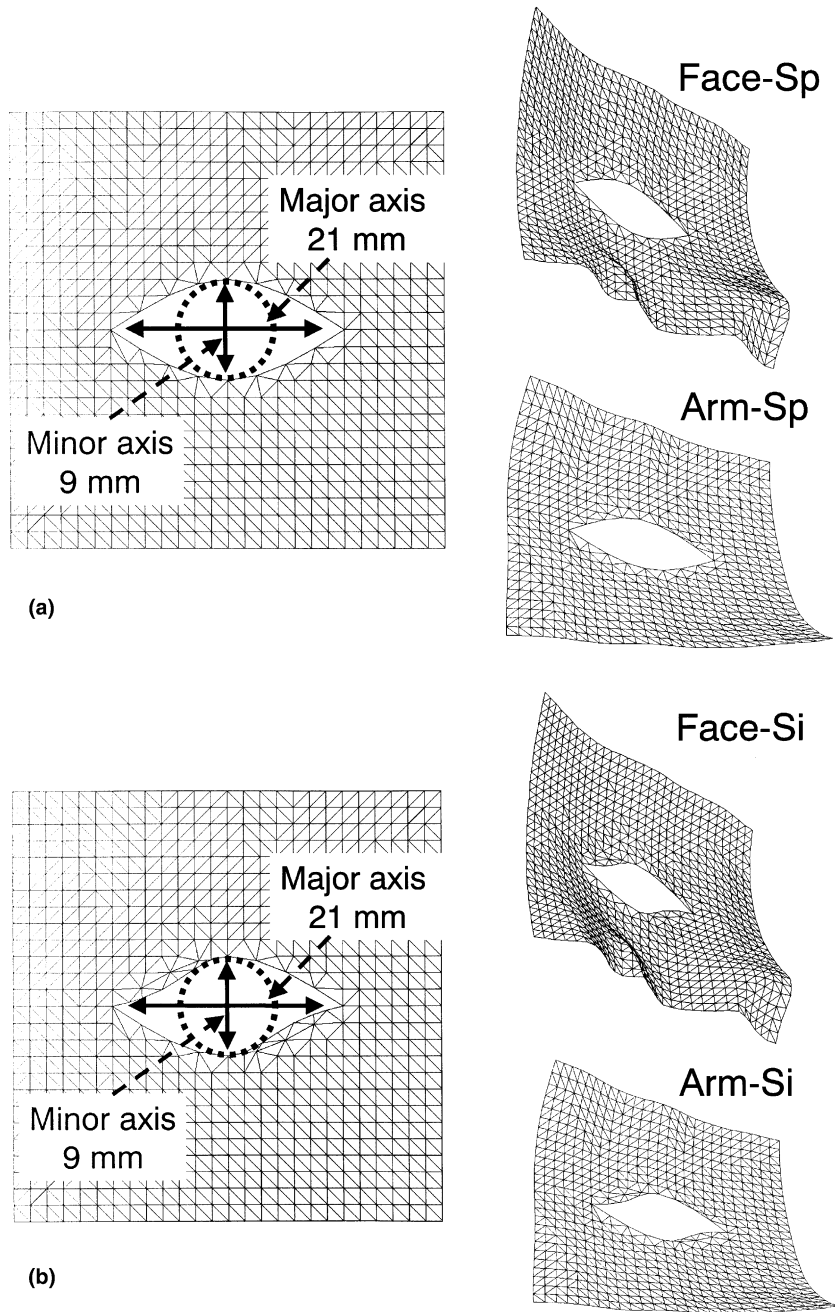 Face-Sp
Major axis
21 mm
Minor axis
9 mm
Arm-Sp
(a)
Face-Si
Major axis
21 mm
Minor axis
9 mm
Arm-Si
(b)